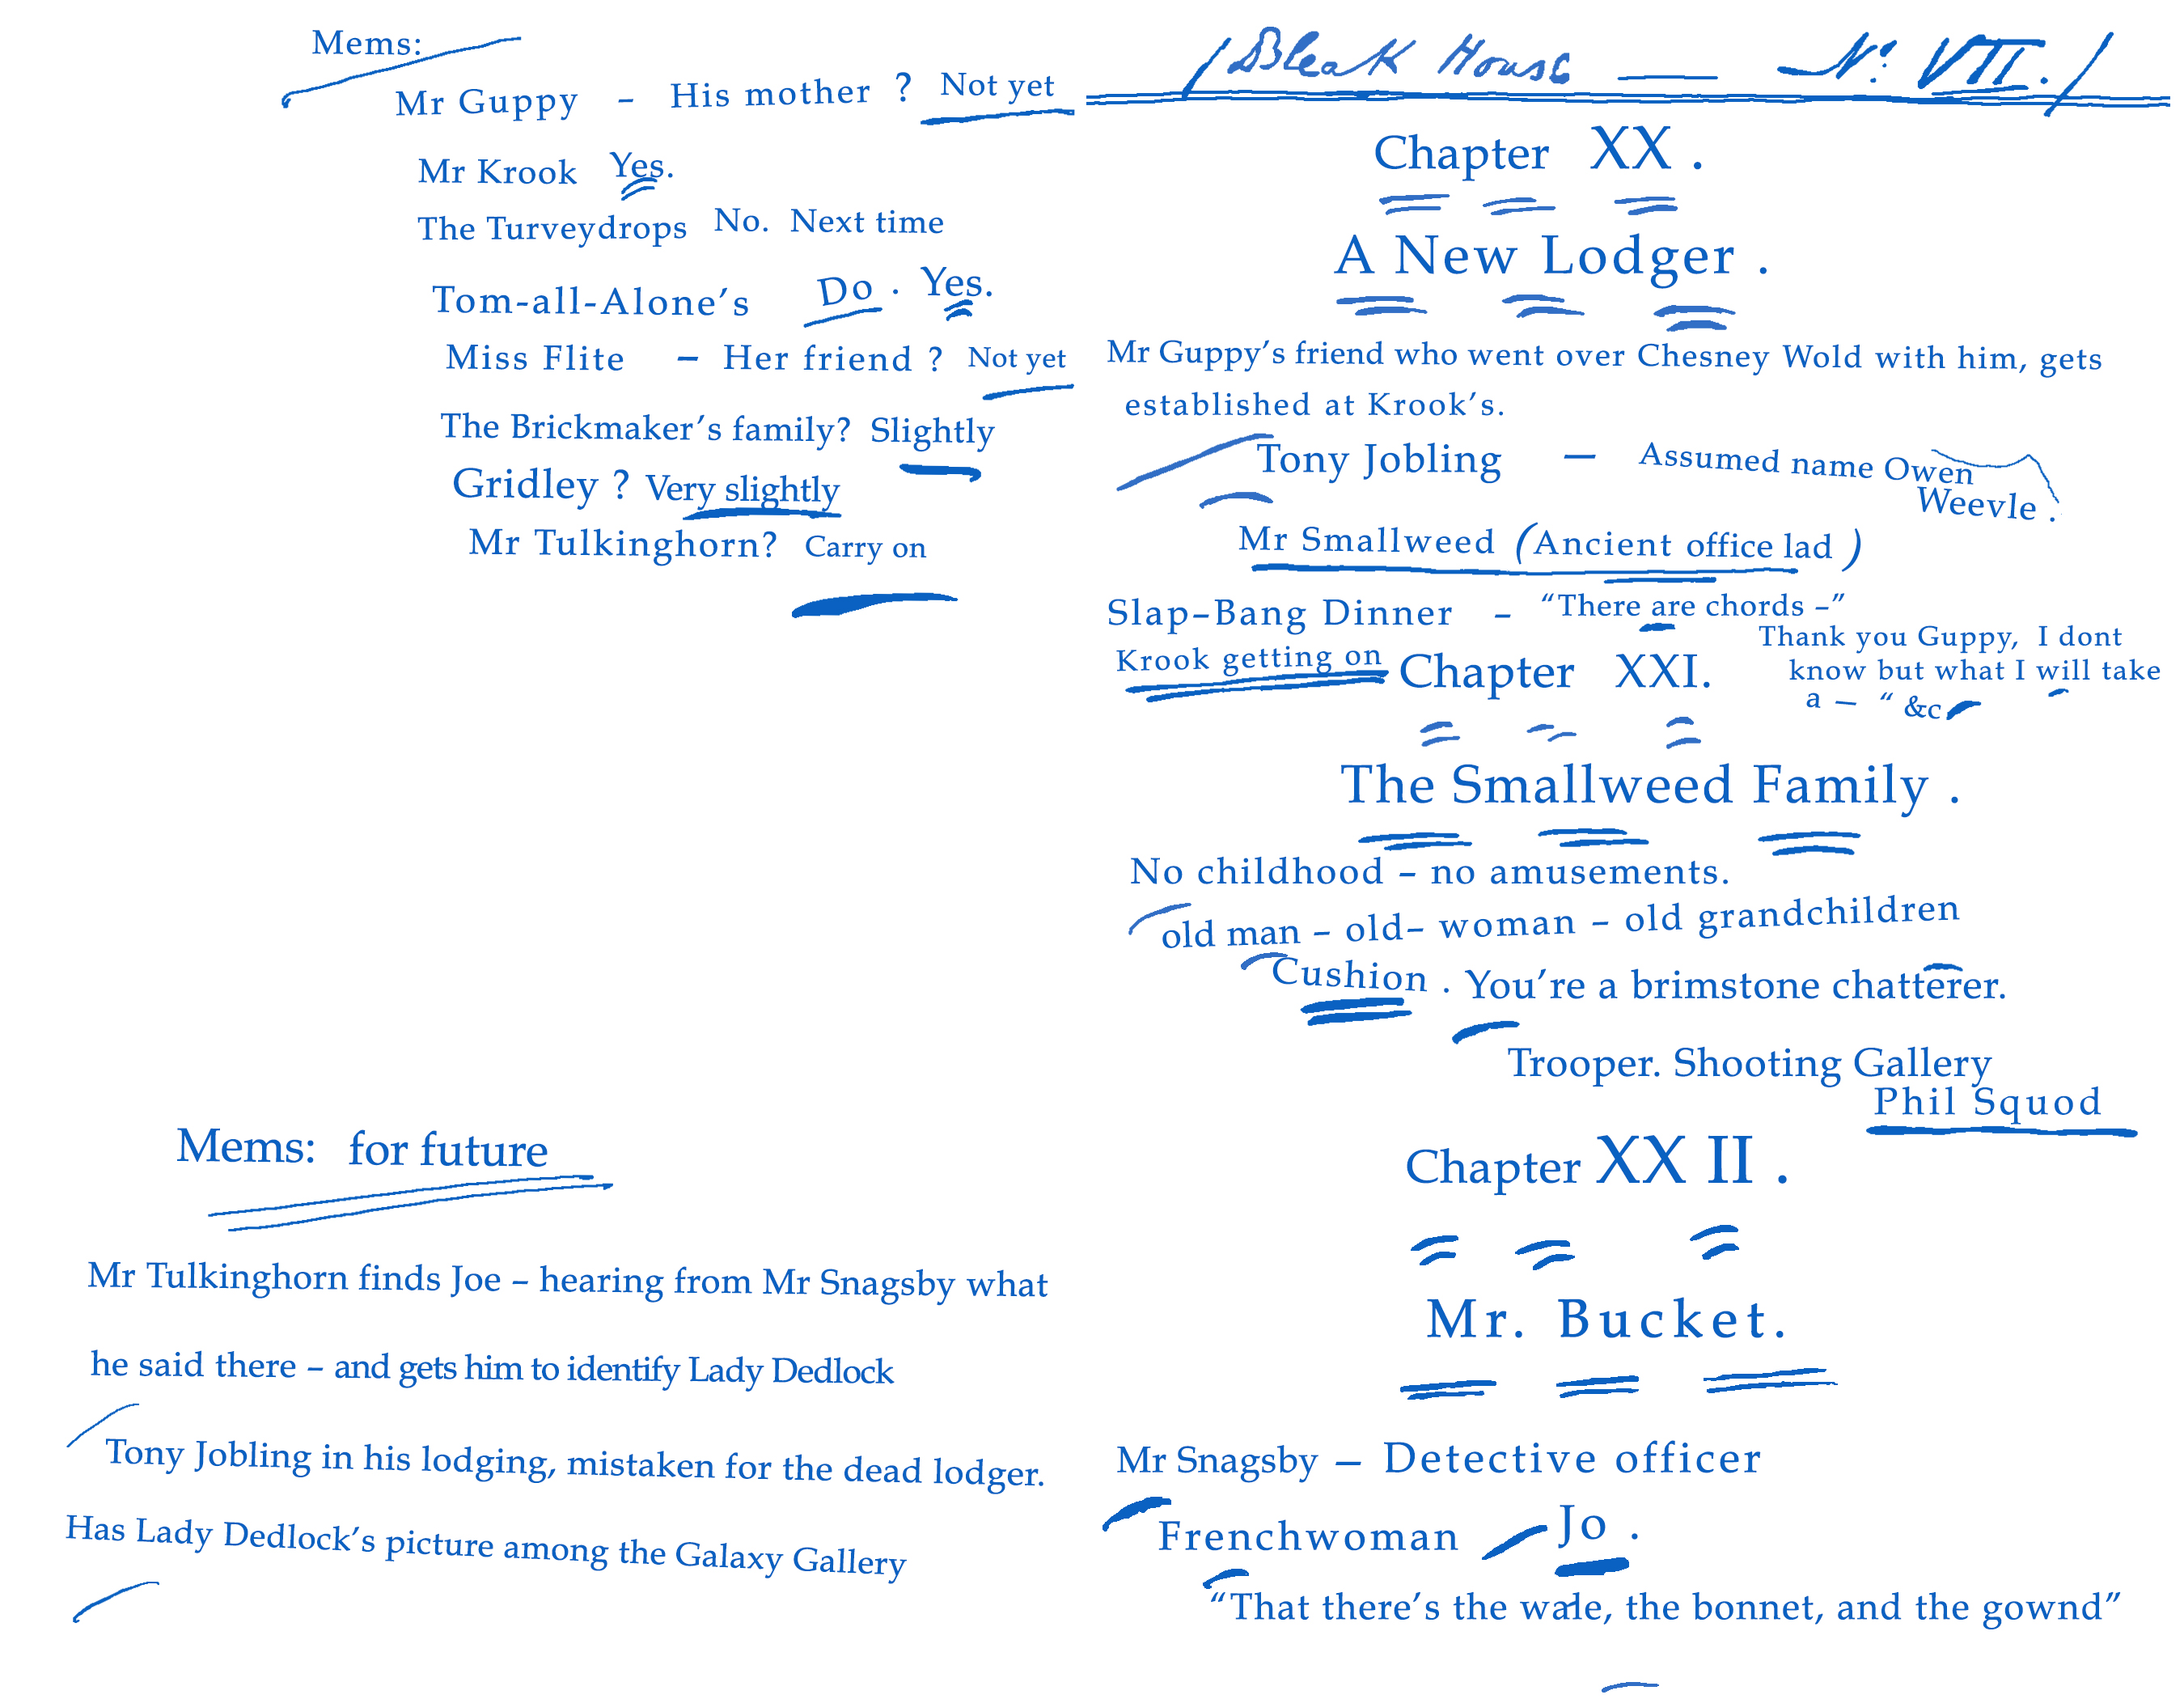 Mems:
Mr Guppy – His mother ? Not yet
Mr Krook Yes.
The Turveydrops No. Next time
Tom-all-Alone’s Do . Yes.
Miss Flite – Her friend ? Not yet
The Brickmaker’s family? Slightly
Gridley ? Very slightly
Mr Tulkinghorn? Carry on
Mems: for future
Mr Tulkinghorn finds Joe – hearing from Mr Snagsby what
he said there – and gets him to identify Lady Dedlock
Tony Jobling in his lodging, mistaken for the dead lodger.
Has Lady Dedlock’s picture among the Galaxy Gallery
/Bleak House — No. VII./
Chapter XX .
A New Lodger .
Mr Guppy’s friend who went over Chesney Wold with him, gets
established at Krook’s.
Tony Jobling — Assumed name Owen
Weevle .
Mr Smallweed (Ancient office lad )
Slap–Bang Dinner – “There are chords –”
Thank you Guppy, I dont
know but what I will take
a — “ &c
Krook getting on
Chapter XXI.
The Smallweed Family .
No childhood – no amusements.
old man – old– woman – old grandchildren
Cushion . You’re a brimstone chatterer.
Trooper. Shooting Gallery
Phil Squod
Chapter XX II .
Mr. Bucket.
Mr Snagsby — Detective officer
Frenchwoman Jo .
“That there’s the wale, the bonnet, and the gownd”